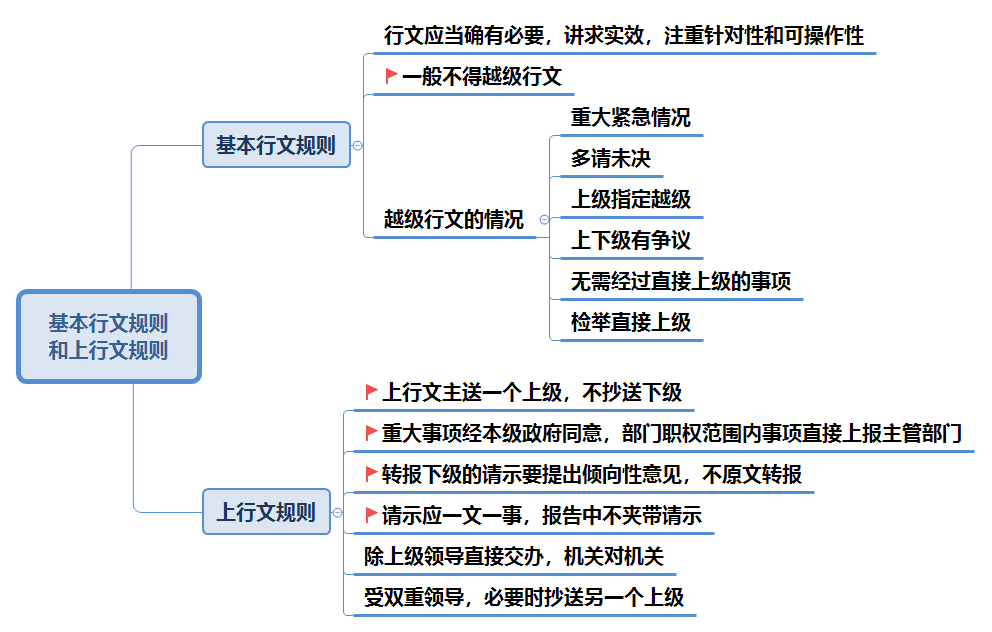 基本行文规则
和上行文规则
基本行文规则
行文应当确有必要，讲求实效，注重针对性和可操作性
一般不得越级行文
越级行文的情况
重大紧急情况
多请未决
上级指定越级
上下级有争议
无需经过直接上级的事项
检举直接上级
上行文规则
上行文主送一个上级，不抄送下级
重大事项经本级政府同意，部门职权范围内事项直接上报主管部门
转报下级的请示要提出倾向性意见，不原文转报
请示应一文一事，报告中不夹带请示
除上级领导直接交办，机关对机关
受双重领导，必要时抄送另一个上级